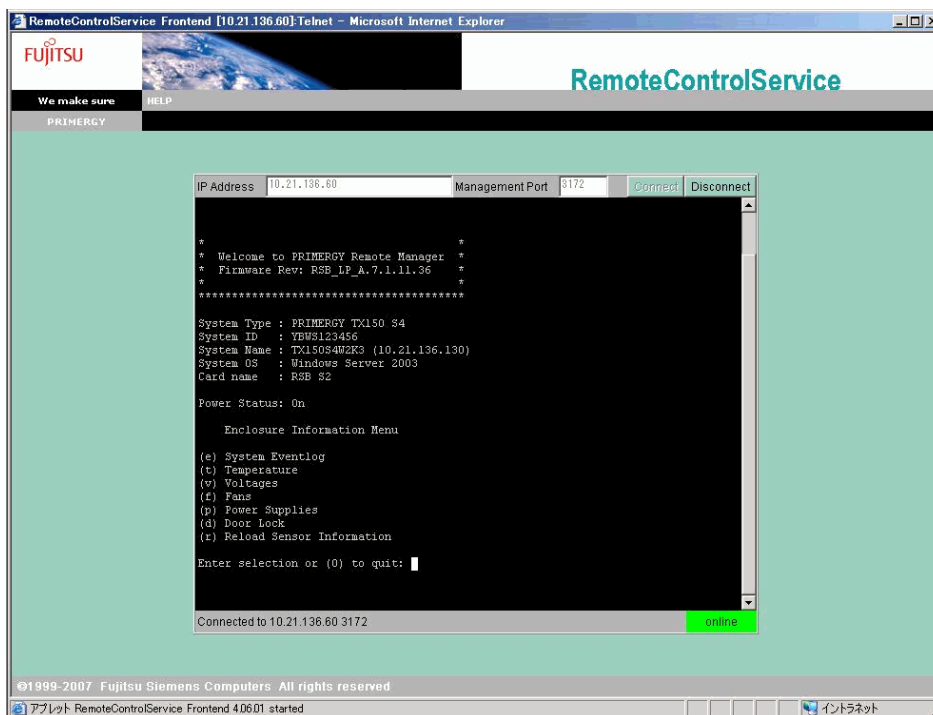 RemoteControlService Frontend [10.21.136.60]:Telnet - Microsoft Internet Explorer
FUJITSU
RemoteControlService
We make sure HELP
PRIMERGY
IP Address 10.21.136.60 Management Port 3172 Connect Disconnect
* *
* Welcome to PRIMERGY Remote Manager *
* Firmware Rev: RSB_LP_A.7.1.11.36 *
* *
****************************************
System Type : PRIMERGY TX150 S4
System ID : YBWS123456
System Name : TX150S4W2K3 (10.21.136.130)
System OS : Windows Server 2003
Card name : RSB S2
Power Status: On
Enclosure Information Menu
(e) System Eventlog
(t) Temperature
(v) Voltages
(f) Fans
(p) Power Supplies
(d) Door Lock
(r) Reload Sensor Information
Enter selection or (0) to quit:
Connected to 10.21.136.60 3172 online
©1999-2007 Fujitsu Siemens Computers All rights reserved
アプレット RemoteControlService Frontend 4.06.01 started イントラネット